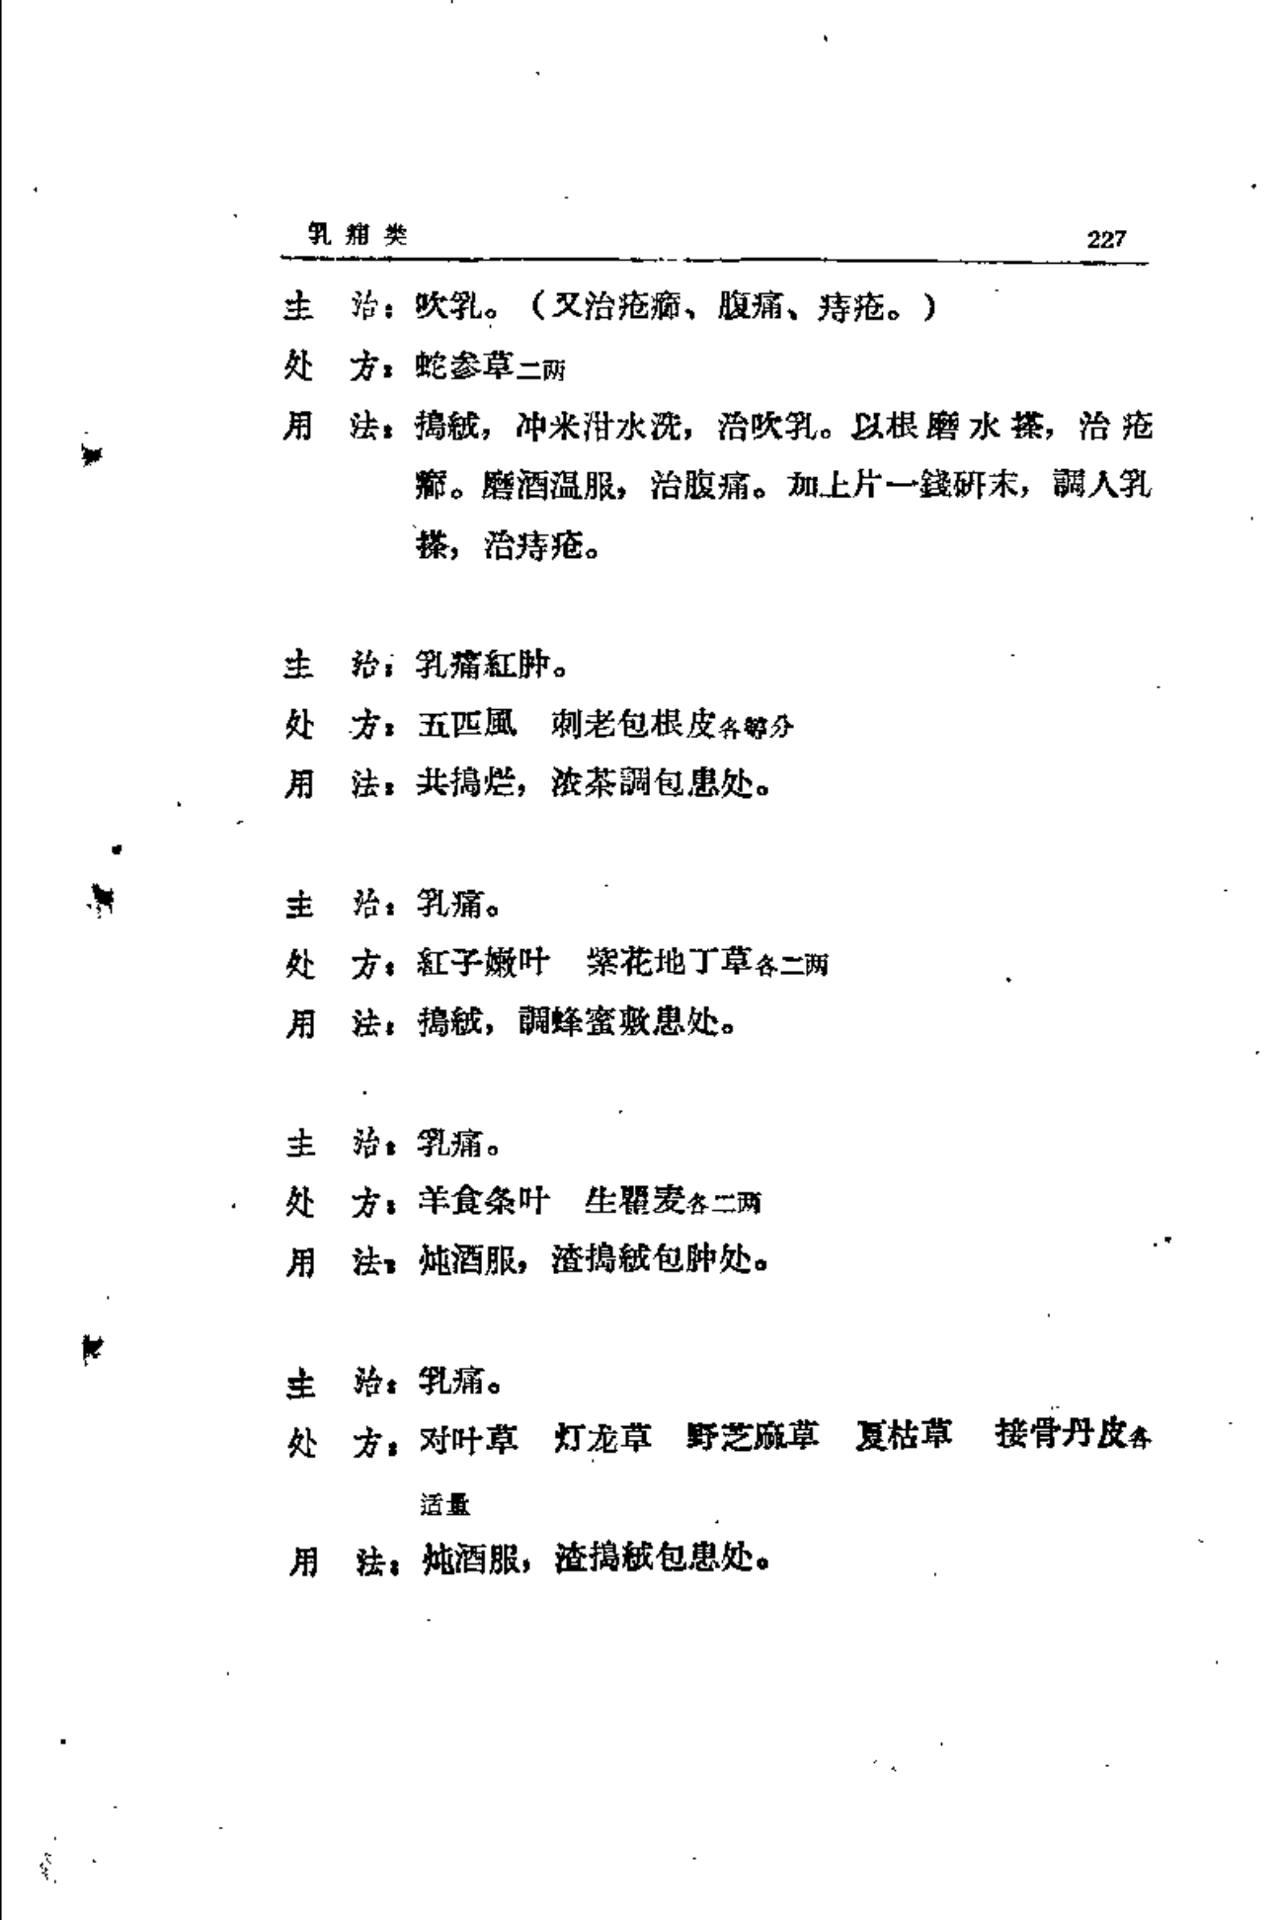 乳痈类 227
主　治：吹乳。（又治疮癤、腹痛、痔疮。）
处　方：蛇参草二两
用　法：搗絨，冲米泔水洗，治吹乳。以根磨水搽，治疮
癤。磨酒温服，治腹痛。加上片一錢研末，調人乳
搽，治痔疮。
主　治：乳痛紅肿。
处　方：五匹風　刺老包根皮各等分
用　法：共搗烂，浓茶調包患处。
主　治：乳痛。
处　方：紅子嫩叶　紫花地丁草各二两
用　法：搗絨，調蜂蜜敷患处。
主　治：乳痛。
处　方：羊食条叶　生瞿麦各二两
用　法：炖酒服，渣搗絨包肿处。
主　治：乳痛。
处　方：对叶草　灯龙草　野芝麻草　夏枯草　接骨丹皮各
适量
用　法：炖酒服，渣搗絨包患处。